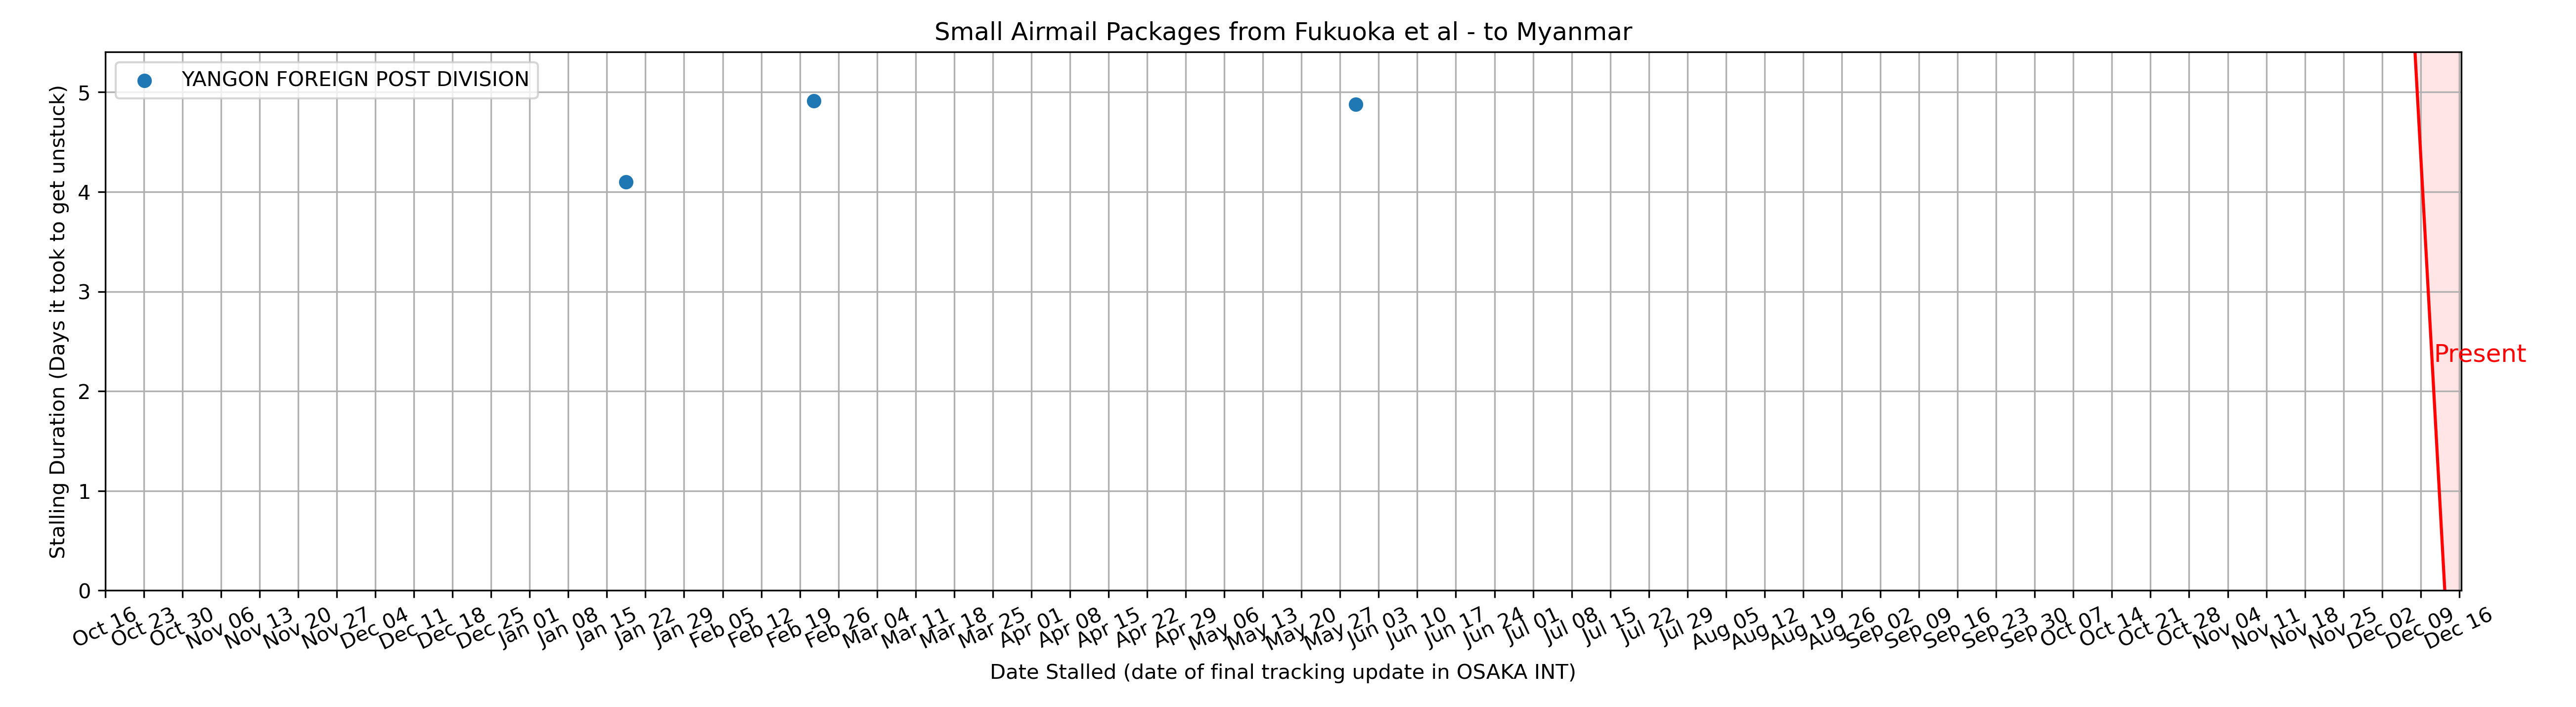 Small Airmail Packages from Fukuoka et al - to Myanmar
YANGON FOREIGN POST DIVISION
Stalling Duration (Days it took to get unstuck)
5
4
3
2
1
0
Present
Oct 16
Oct 23
Oct 30
Nov 06
Nov 13
Nov 20
Nov 27
Dec 04
Dec 11
Dec 18
Dec 25
Jan 01
Jan 08
Jan 15
Jan 22
Jan 29
Feb 05
Feb 12
Feb 19
Feb 26
Mar 04
Mar 11
Mar 18
Mar 25
Apr 01
Apr 08
Apr 15
Apr 22
Apr 29
May 06
May 13
May 20
May 27
Jun 03
Jun 10
Jun 17
Jun 24
Jul 01
Jul 08
Jul 15
Jul 22
Jul 29
Aug 05
Aug 12
Aug 19
Aug 26
Sep 02
Sep 09
Sep 16
Sep 23
Sep 30
Oct 07
Oct 14
Oct 21
Oct 28
Nov 04
Nov 11
Nov 18
Nov 25
Dec 02
Dec 09
Dec 16
Date Stalled (date of final tracking update in OSAKA INT)